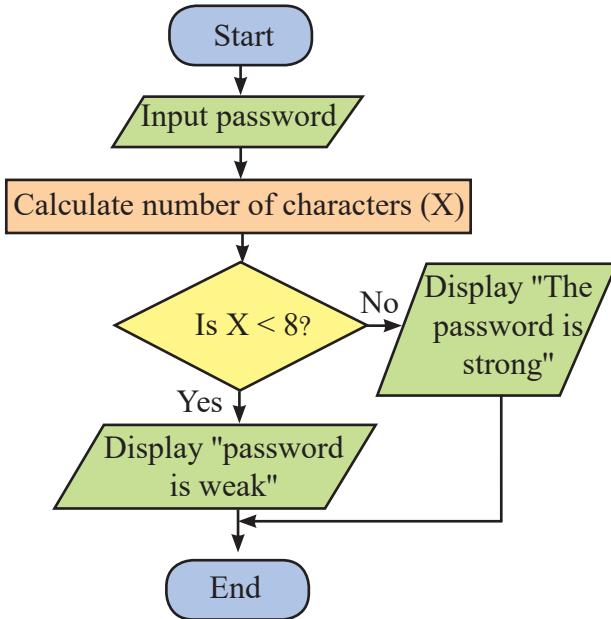 Start
Input password
Calculate number of characters (X)
Is X < 8?
No
Display "The
password is
strong"
Yes
Display "password
is weak"
End